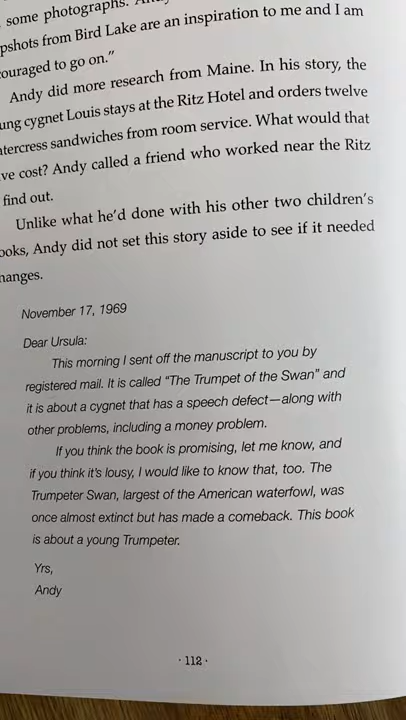 some photographs.
pshots from Bird Lake are an inspiration to me and I am
ouraged to go on.”
Andy did more research from Maine. In his story, the
ung cygnet Louis stays at the Ritz Hotel and orders twelve
tercress sandwiches from room service. What would that
ve cost? Andy called a friend who worked near the Ritz
find out.
Unlike what he’d done with his other two children’s
ooks, Andy did not set this story aside to see if it needed
hanges.
November 17, 1969
Dear Ursula:
This morning I sent off the manuscript to you by
registered mail. It is called “The Trumpet of the Swan” and
it is about a cygnet that has a speech defect—along with
other problems, including a money problem.
If you think the book is promising, let me know, and
if you think it’s lousy, I would like to know that, too. The
Trumpeter Swan, largest of the American waterfowl, was
once almost extinct but has made a comeback. This book
is about a young Trumpeter.
Yrs,
Andy
· 112 ·